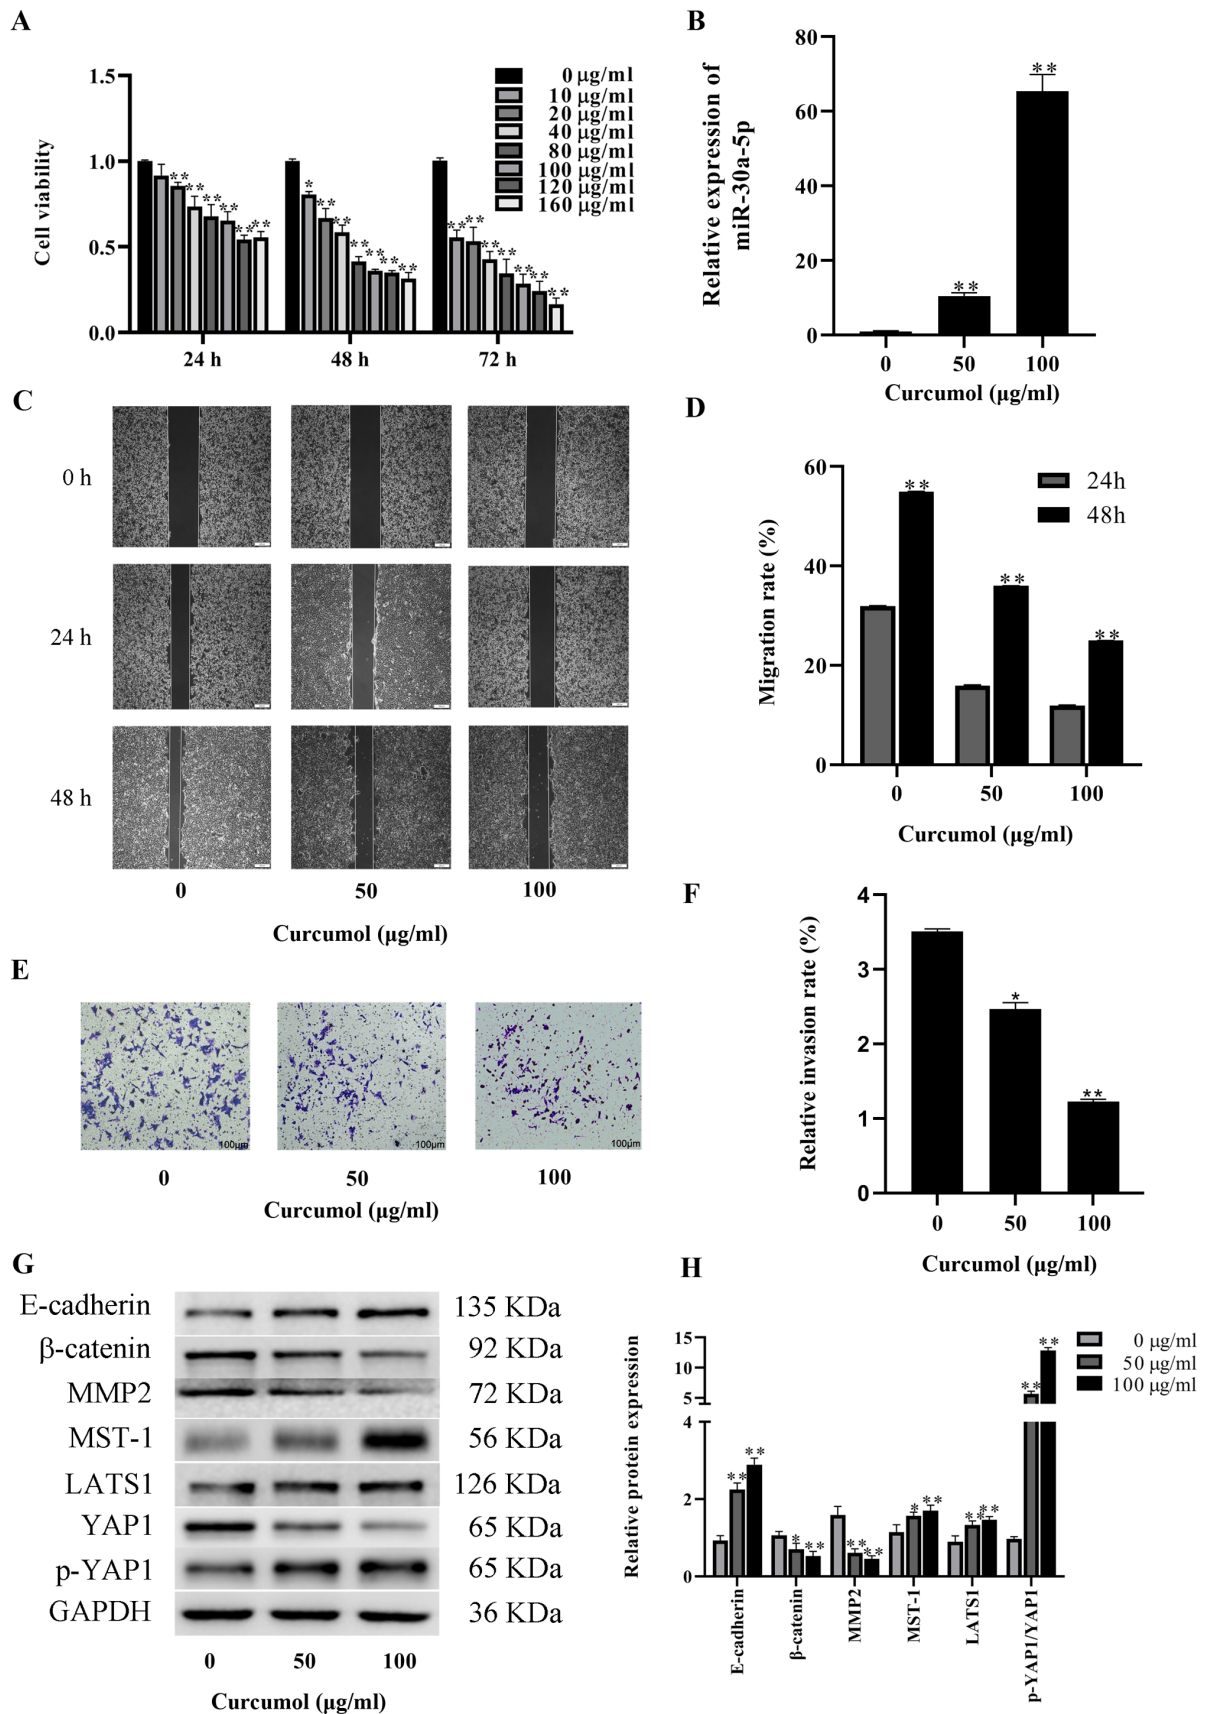 A
Cell viability
1.5
1.0
0.5
0.0
0 µg/ml
10 µg/ml
20 µg/ml
40 µg/ml
80 µg/ml
100 µg/ml
120 µg/ml
160 µg/ml
** ** ** ** ** **
* ** ** ** ** ** **
** ** ** ** ** ** **
24 h 48 h 72 h
B
Relative expression of
miR-30a-5p
80
60
40
20
0
** **
0 50 100
Curcumol (µg/ml)
C
0 h
24 h
48 h
0 50 100
Curcumol (µg/ml)
D
Migration rate (%)
60
40
20
0
24h
48h
** ** **
0 50 100
Curcumol (µg/ml)
E
100µm 100µm 100µm
0 50 100
Curcumol (µg/ml)
F
Relative invasion rate (%)
4
3
2
1
0
* **
0 50 100
Curcumol (µg/ml)
G
E-cadherin 135 KDa
β-catenin 92 KDa
MMP2 72 KDa
MST-1 56 KDa
LATS1 126 KDa
YAP1 65 KDa
p-YAP1 65 KDa
GAPDH 36 KDa
0 50 100
Curcumol (µg/ml)
H
Relative protein expression
15
10
5
4
2
0
0 µg/ml
50 µg/ml
100 µg/ml
** ** * ** ** ** * ** ** ** ** **
E-cadherin
β-catenin
MMP2
MST-1
LATS1
p-YAP1/YAP1